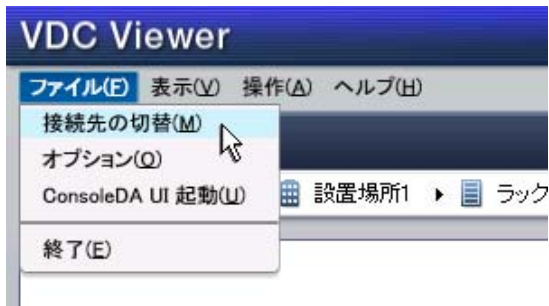 VDC Viewer
ファイル(F) 表示(V) 操作(A) ヘルプ(H)
接続先の切替(M)
オプション(O)
ConsoleDA UI 起動(U)
設置場所1 ラック
終了(E)